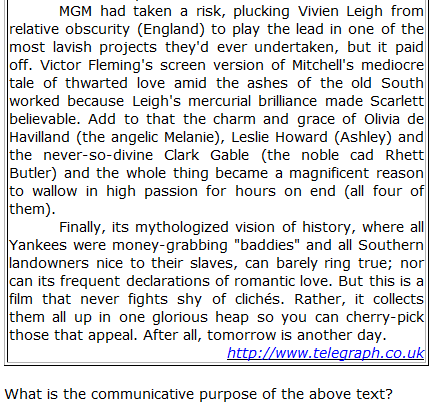 MGM had taken a risk, plucking Vivien Leigh from
relative obscurity (England) to play the lead in one of the
most lavish projects they'd ever undertaken, but it paid
off. Victor Fleming's screen version of Mitchell's mediocre
tale of thwarted love amid the ashes of the old South
worked because Leigh's mercurial brilliance made Scarlett
believable. Add to that the charm and grace of Olivia de
Havilland (the angelic Melanie), Leslie Howard (Ashley) and
the never-so-divine Clark Gable (the noble cad Rhett
Butler) and the whole thing became a magnificent reason
to wallow in high passion for hours on end (all four of
them).
Finally, its mythologized vision of history, where all
Yankees were money-grabbing "baddies" and all Southern
landowners nice to their slaves, can barely ring true; nor
can its frequent declarations of romantic love. But this is a
film that never fights shy of clichés. Rather, it collects
them all up in one glorious heap so you can cherry-pick
those that appeal. After all, tomorrow is another day.
http://www.telegraph.co.uk
What is the communicative purpose of the above text?